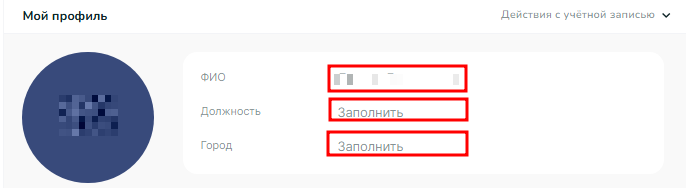 Мой профиль
Действия с учётной записью
ФИО
Должность Заполнить
Город Заполнить